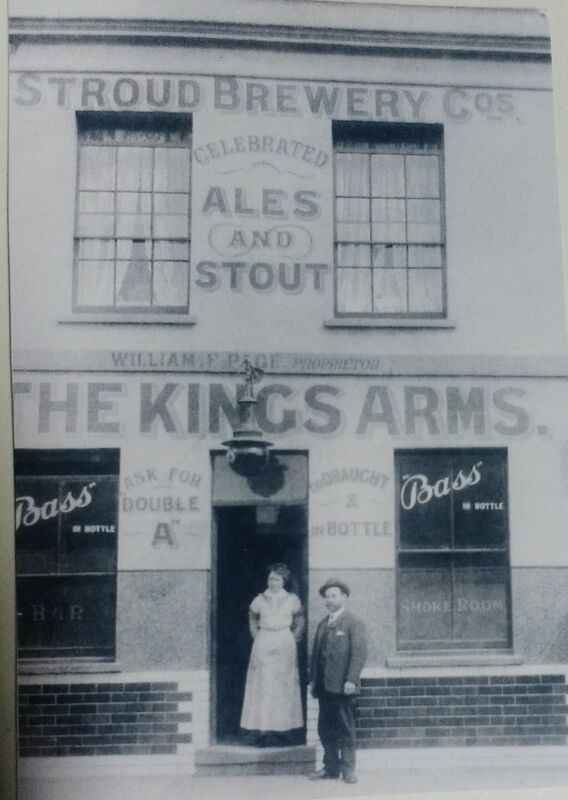 STROUD BREWERY COS.
CELEBRATED
ALES
AND
STOUT
WILLIAM. F. PAGE. PROPRIETOR
THE KINGS ARMS.
"Bass"
IN BOTTLE
BAR
ASK FOR
DOUBLE
"A"
ON DRAUGHT
&
IN BOTTLE
"Bass"
IN BOTTLE
SMOKE ROOM